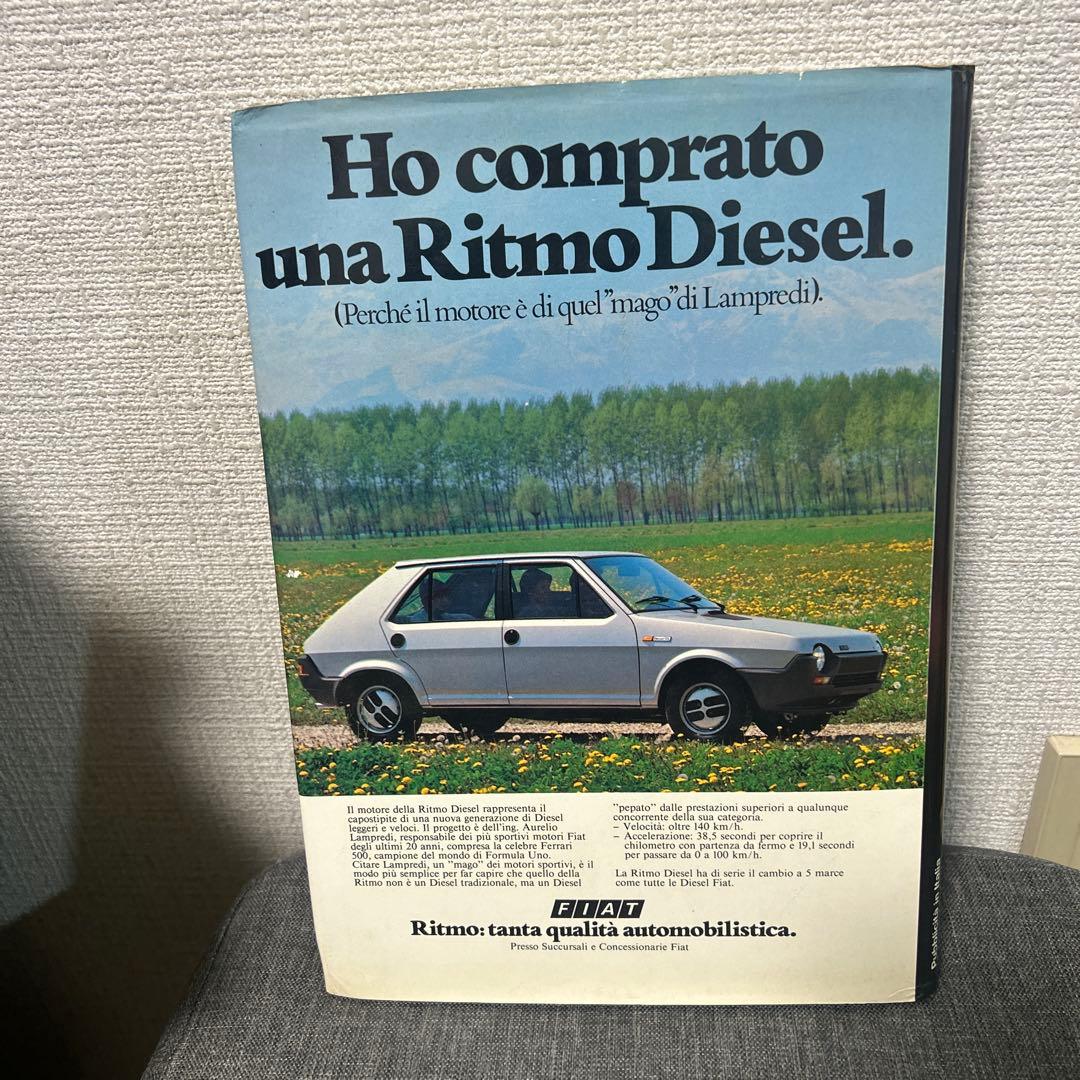 Ho comprato
una Ritmo Diesel.
(Perché il motore è di quel "mago" di Lampredi).
Il motore della Ritmo Diesel rappresenta il
capostipite di una nuova generazione di Diesel
leggeri e veloci. Il progetto è dell'ing. Aurelio
Lampredi, responsabile dei più sportivi motori Fiat
degli ultimi 20 anni, compresa la celebre Ferrari
500, campione del mondo di Formula Uno.
Citare Lampredi, un "mago" dei motori sportivi, è il
modo più semplice per far capire che quello della
Ritmo non è un Diesel tradizionale, ma un Diesel
"pepato" dalle prestazioni superiori a qualunque
concorrente della sua categoria.
– Velocità: oltre 140 km/h.
– Accelerazione: 38,5 secondi per coprire il
chilometro con partenza da fermo e 19,1 secondi
per passare da 0 a 100 km/h.
La Ritmo Diesel ha di serie il cambio a 5 marce
come tutte le Diesel Fiat.
FIAT
Ritmo: tanta qualità automobilistica.
Presso Succursali e Concessionarie Fiat
Pubblicità in Italia